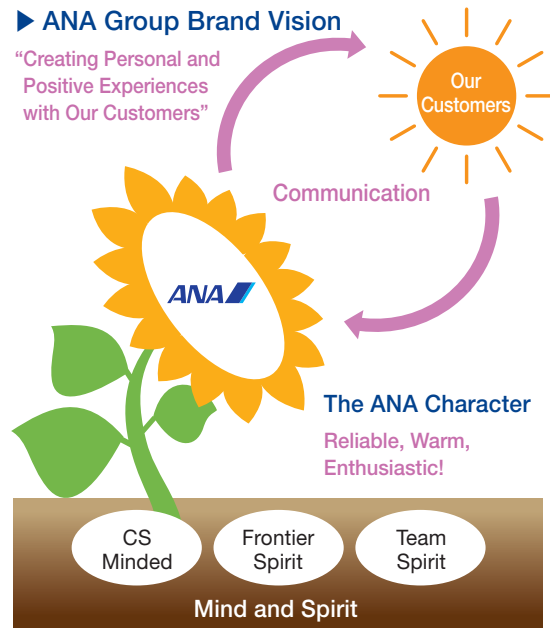 ▶ ANA Group Brand Vision
“Creating Personal and
Positive Experiences
with Our Customers”
Our
Customers
Communication
ANA
The ANA Character
Reliable, Warm,
Enthusiastic!
CS
Minded
Frontier
Spirit
Team
Spirit
Mind and Spirit